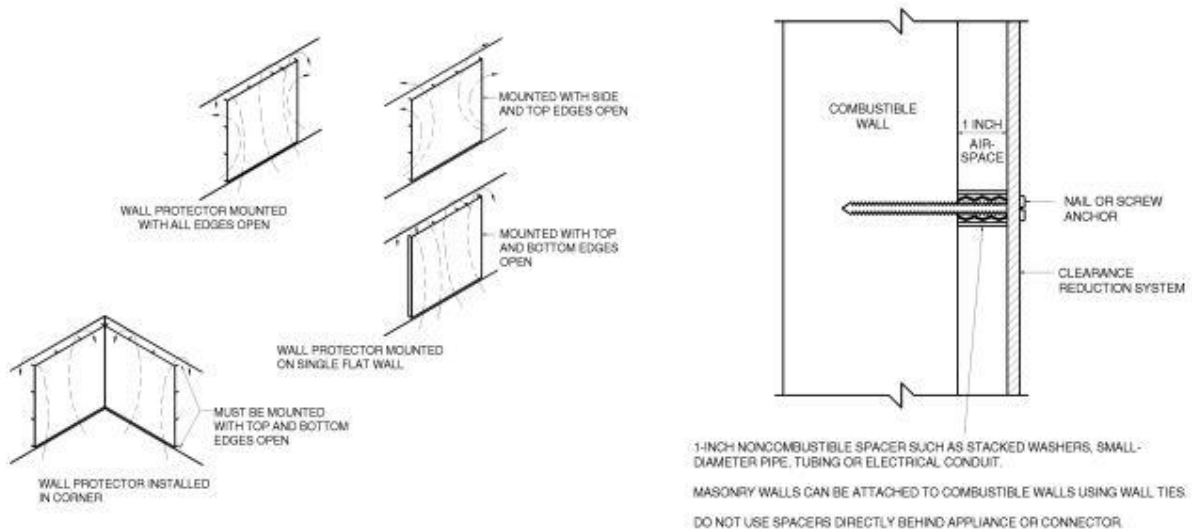 WALL PROTECTOR MOUNTED
WITH ALL EDGES OPEN
MOUNTED WITH SIDE
AND TOP EDGES OPEN
MOUNTED WITH TOP
AND BOTTOM EDGES
OPEN
WALL PROTECTOR MOUNTED
ON SINGLE FLAT WALL
MUST BE MOUNTED
WITH TOP AND BOTTOM
EDGES OPEN
WALL PROTECTOR INSTALLED
IN CORNER
COMBUSTIBLE
WALL
1 INCH
AIR-
SPACE
NAIL OR SCREW
ANCHOR
CLEARANCE
REDUCTION SYSTEM
1-INCH NONCOMBUSTIBLE SPACER SUCH AS STACKED WASHERS, SMALL-
DIAMETER PIPE, TUBING OR ELECTRICAL CONDUIT.
MASONRY WALLS CAN BE ATTACHED TO COMBUSTIBLE WALLS USING WALL TIES.
DO NOT USE SPACERS DIRECTLY BEHIND APPLIANCE OR CONNECTOR.